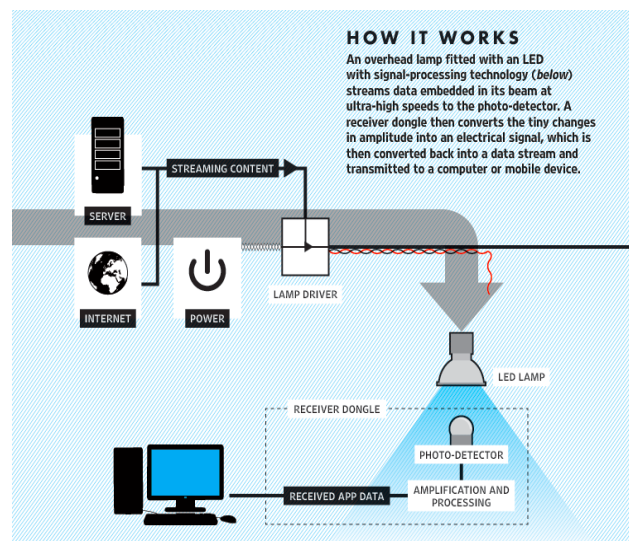 HOW IT WORKS
An overhead lamp fitted with an LED
with signal-processing technology (below)
streams data embedded in its beam at
ultra-high speeds to the photo-detector. A
receiver dongle then converts the tiny changes
in amplitude into an electrical signal, which is
then converted back into a data stream and
transmitted to a computer or mobile device.
STREAMING CONTENT
SERVER
INTERNET
POWER
LAMP DRIVER
LED LAMP
RECEIVER DONGLE
PHOTO-DETECTOR
RECEIVED APP DATA
AMPLIFICATION AND
PROCESSING